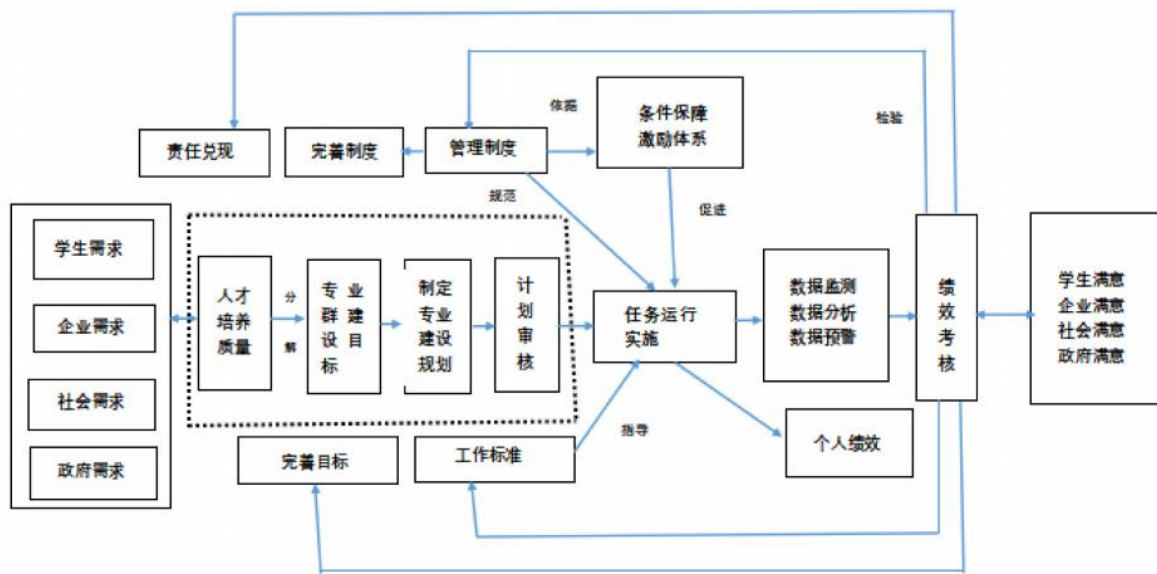 依据
条件保障
激励体系
检验
责任兑现
完善制度
管理制度
规范
促进
学生需求
企业需求
社会需求
政府需求
人才
培养
质量
分
解
专业
群建
设目
标
制定
专业
建设
规划
计
划
审
核
任务运行
实施
数据监测
数据分析
数据预警
绩
效
考
核
学生满意
企业满意
社会满意
政府满意
完善目标
工作标准
指导
个人绩效